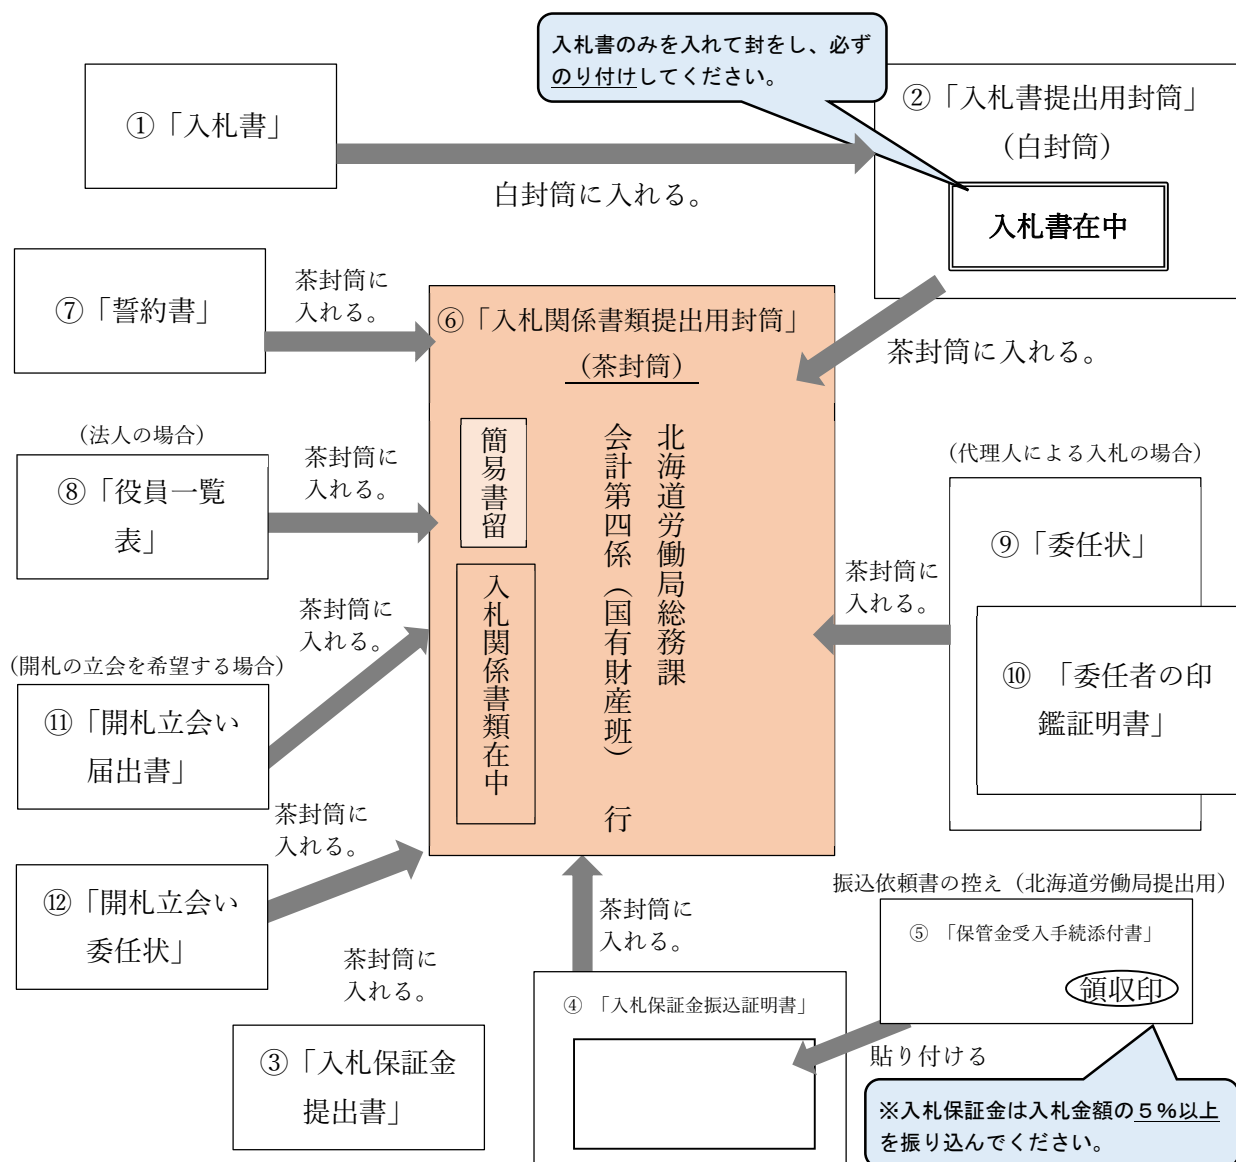 入札書のみを入れて封をし、必ず
のり付けしてください。
①「入札書」
白封筒に入れる。
②「入札書提出用封筒」
（白封筒）
入札書在中
茶封筒に入れる。
⑦「誓約書」
茶封筒に
入れる。
⑥「入札関係書類提出用封筒」
（茶封筒）
北海道労働局総務課
会計第四係（国有財産班）　行
簡易書留
入札関係書類在中
（法人の場合）
⑧「役員一覧
表」
茶封筒に
入れる。
（代理人による入札の場合）
⑨「委任状」
⑩ 「委任者の印
鑑証明書」
茶封筒に
入れる。
（開札の立会を希望する場合）
⑪「開札立会い
届出書」
茶封筒に
入れる。
⑫「開札立会い
委任状」
茶封筒に
入れる。
③「入札保証金
提出書」
茶封筒に
入れる。
④ 「入札保証金振込証明書」
茶封筒に
入れる。
振込依頼書の控え（北海道労働局提出用）
⑤ 「保管金受入手続添付書」
領収印
貼り付ける
※入札保証金は入札金額の５％以上
を振り込んでください。